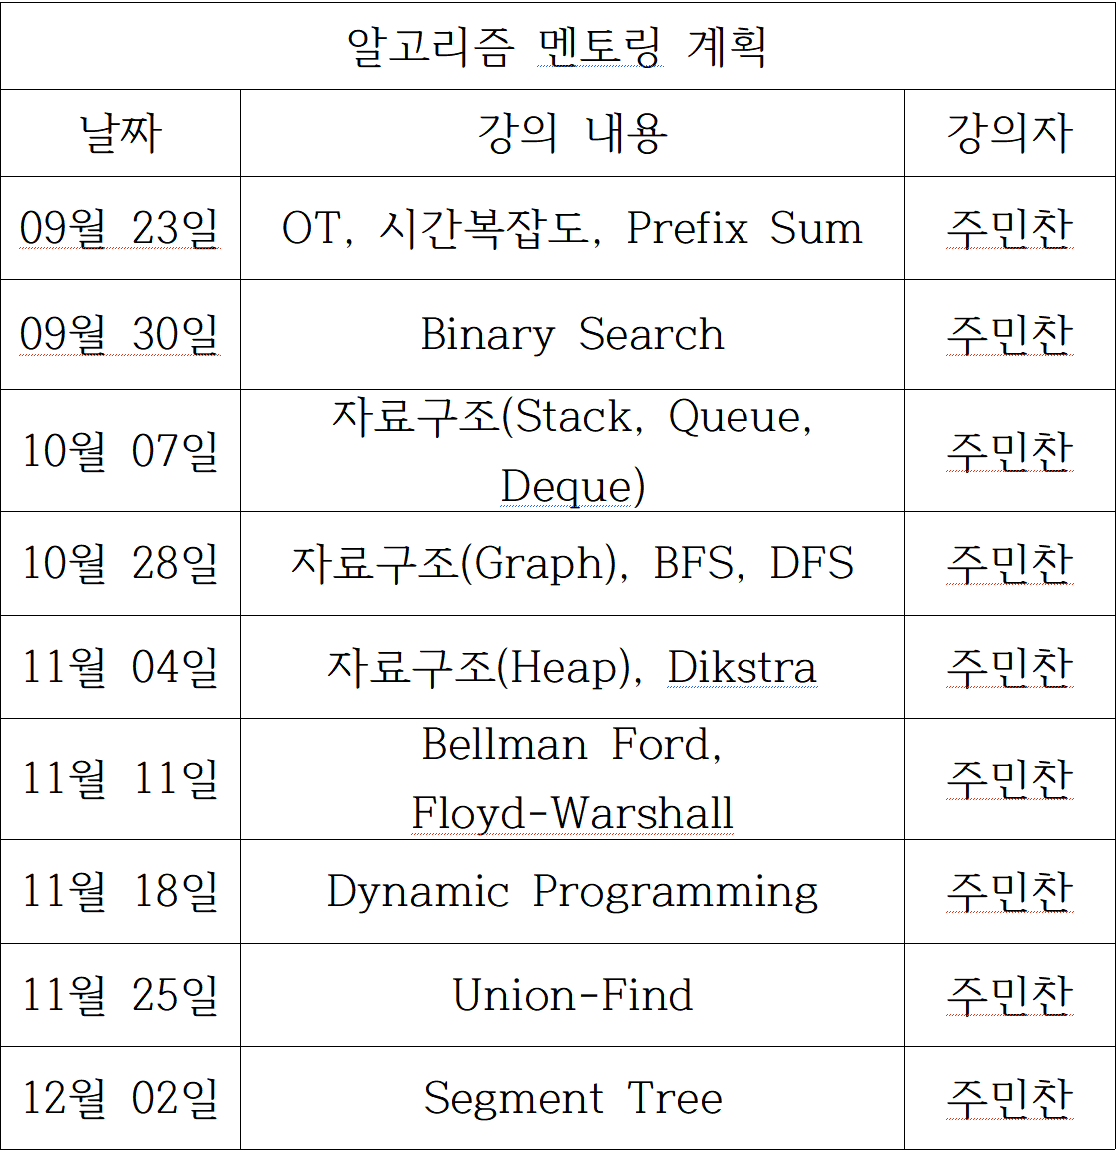 알고리즘 멘토링 계획
날짜 강의 내용 강의자
09월 23일 OT, 시간복잡도, Prefix Sum 주민찬
09월 30일 Binary Search 주민찬
자료구조(Stack, Queue,
10월 07일 주민찬
Deque)
10월 28일 자료구조(Graph), BFS, DFS 주민찬
11월 04일 자료구조(Heap), Dikstra 주민찬
Bellman Ford,
11월 11일 주민찬
Floyd-Warshall
11월 18일 Dynamic Programming 주민찬
11월 25일 Union-Find 주민찬
12월 02일 Segment Tree 주민찬